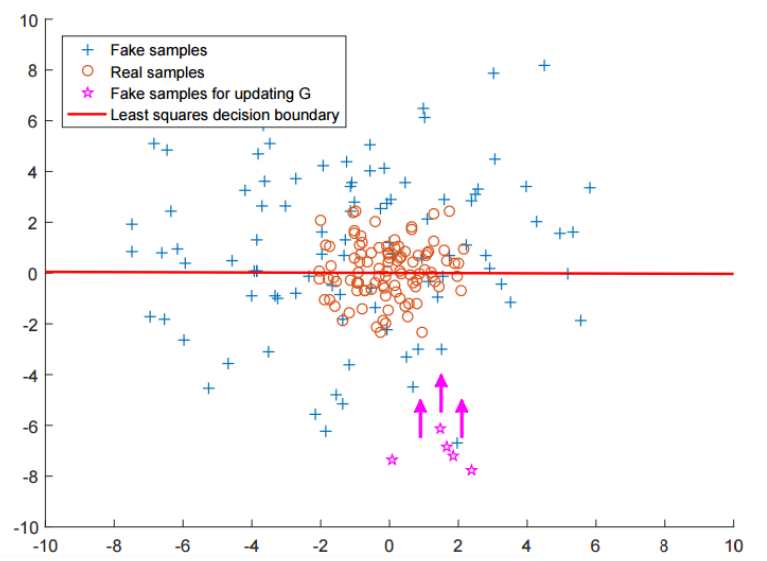 10
8
6
4
2
0
-2
-4
-6
-8
-10
Fake samples
Real samples
Fake samples for updating G
Least squares decision boundary
-10 -8 -6 -4 -2 0 2 4 6 8 10